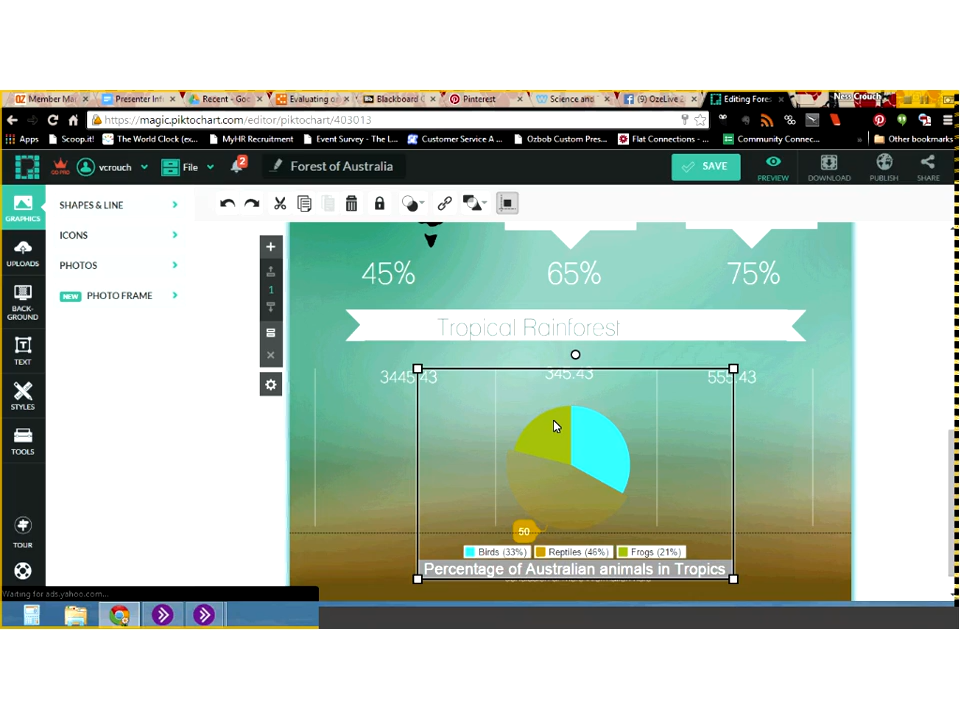 Member Ma
Presenter Inf
Recent - Goo
Evaluating o
Blackboard C
Pinterest
Science and
(9) OzeLive
Editing Fores
Ness Crouch
https://magic.piktochart.com/editor/piktochart/403013
Apps
Scoop.it!
The World Clock (ex
MyHR Recruitment
Event Survey - The L...
Customer Service A ...
Ozbob Custom Pres...
Flat Connections -...
Community Connec...
Other bookmarks
GO PRO
vcrouch
File
2
Forest of Australia
SAVE
PREVIEW
DOWNLOAD
PUBLISH
SHARE
GRAPHICS
UPLOADS
BACK-
GROUND
TEXT
STYLES
TOOLS
TOUR
SHAPES & LINE
ICONS
PHOTOS
NEW PHOTO FRAME
1
45%
65%
75%
Tropical Rainforest
3445.43
345.43
555.43
50
Birds (33%)
Reptiles (46%)
Frogs (21%)
Percentage of Australian animals in Tropics
Waiting for ads.yahoo.com...